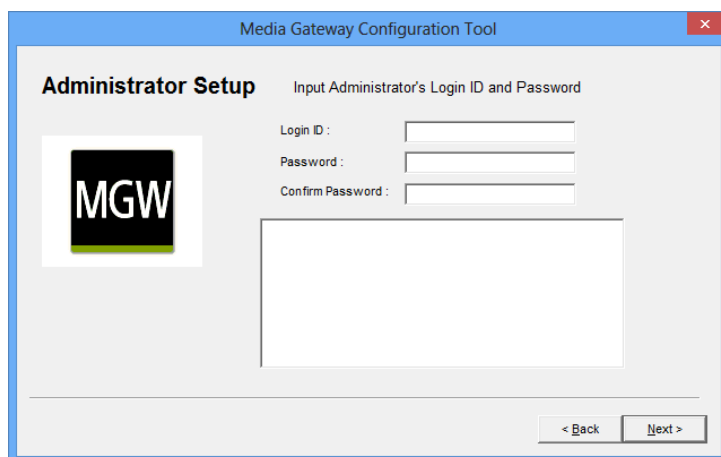 Media Gateway Configuration Tool
Administrator Setup
Input Administrator's Login ID and Password
Login ID :
Password :
Confirm Password :
MGW
< Back
Next >